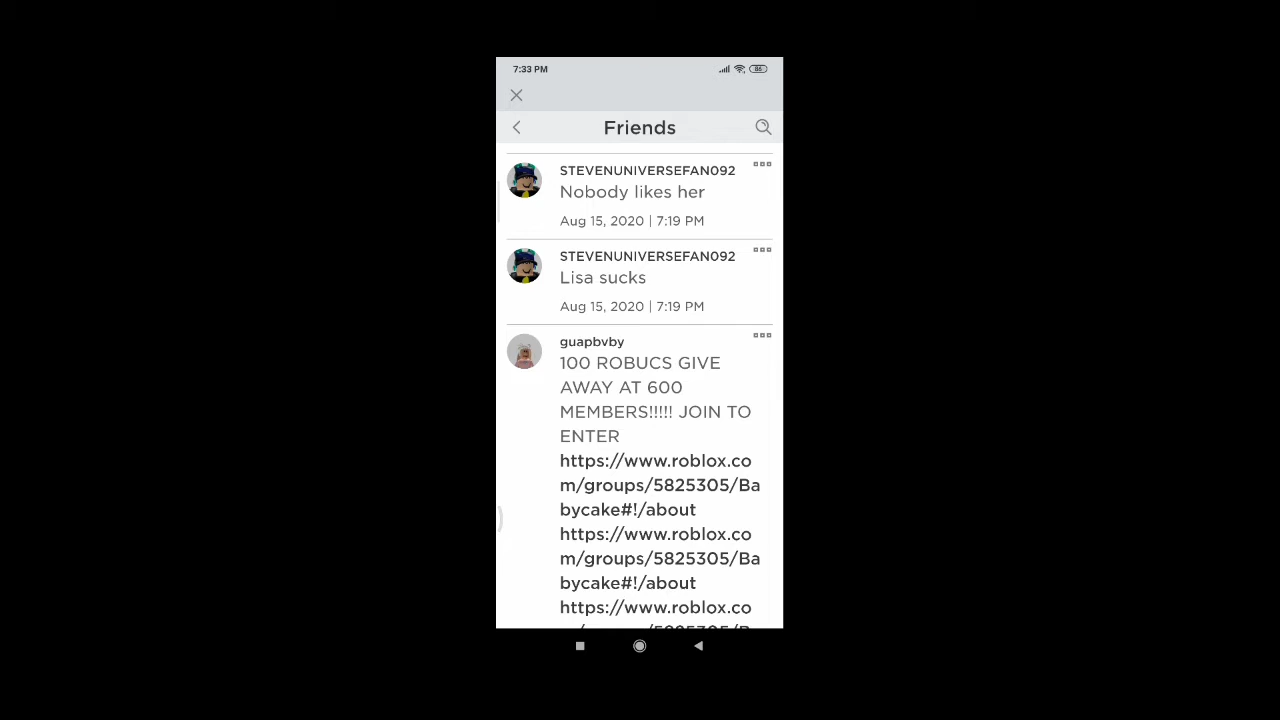 7:33 PM
86
Friends
STEVENUNIVERSEFAN092
Nobody likes her
Aug 15, 2020 | 7:19 PM
STEVENUNIVERSEFAN092
Lisa sucks
Aug 15, 2020 | 7:19 PM
guapbvby
100 ROBUCS GIVE
AWAY AT 600
MEMBERS!!!!! JOIN TO
ENTER
https://www.roblox.co
m/groups/5825305/Ba
bycake#!/about
https://www.roblox.co
m/groups/5825305/Ba
bycake#!/about
https://www.roblox.co